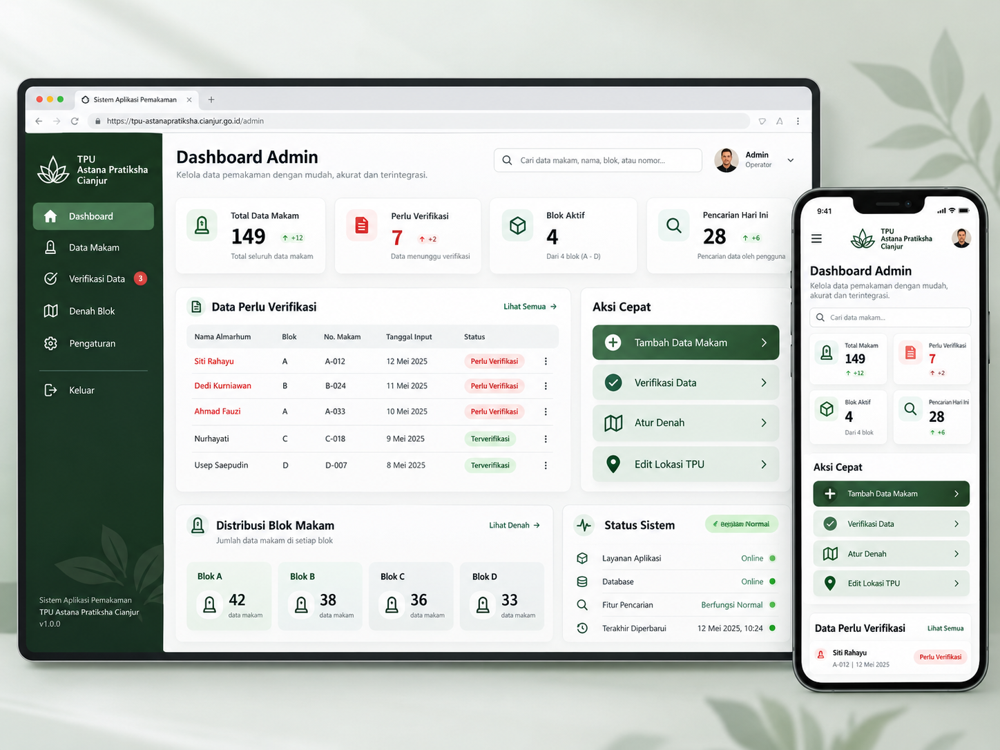 Sistem Aplikasi Pemakaman
https://tpu-astanapratiksha.cianjur.go.id/admin
TPU
Astana Pratiksha
Cianjur
Dashboard
Data Makam
Verifikasi Data 3
Denah Blok
Pengaturan
Keluar
Sistem Aplikasi Pemakaman
TPU Astana Pratiksha Cianjur
v1.0.0
Dashboard Admin
Kelola data pemakaman dengan mudah, akurat dan terintegrasi.
Cari data makam, nama, blok, atau nomor...
Admin
Operator
Total Data Makam
149 ↑ +12
Total seluruh data makam
Perlu Verifikasi
7 ↑ +2
Data menunggu verifikasi
Blok Aktif
4
Dari 4 blok (A - D)
Pencarian Hari Ini
28 ↑ +6
Pencarian data oleh pengguna
Data Perlu Verifikasi
Lihat Semua →
Nama Almarhum Blok No. Makam Tanggal Input Status
Siti Rahayu A A-012 12 Mei 2025 Perlu Verifikasi
Dedi Kurniawan B B-024 11 Mei 2025 Perlu Verifikasi
Ahmad Fauzi A A-033 10 Mei 2025 Perlu Verifikasi
Nurhayati C C-018 9 Mei 2025 Terverifikasi
Usep Saepudin D D-007 8 Mei 2025 Terverifikasi
Aksi Cepat
Tambah Data Makam
Verifikasi Data
Atur Denah
Edit Lokasi TPU
Distribusi Blok Makam
Jumlah data makam di setiap blok
Lihat Denah →
Blok A
42
data makam
Blok B
38
data makam
Blok C
36
data makam
Blok D
33
data makam
Status Sistem
Normal
Layanan Aplikasi Online
Database Online
Fitur Pencarian Berfungsi Normal
Terakhir Diperbarui 12 Mei 2025, 10:24
9:41
TPU
Astana Pratiksha
Cianjur
Dashboard Admin
Kelola data pemakaman dengan mudah,
akurat dan terintegrasi.
Cari data makam...
Total Makam
149
↑ +12
Perlu Verifikasi
7
↑ +2
Blok Aktif
4
Dari 4 blok
Pencarian Hari Ini
28
↑ +6
Aksi Cepat
Tambah Data Makam
Verifikasi Data
Atur Denah
Edit Lokasi TPU
Data Perlu Verifikasi
Lihat Semua
Siti Rahayu
A-012 | 12 Mei 2025
Perlu Verifikasi